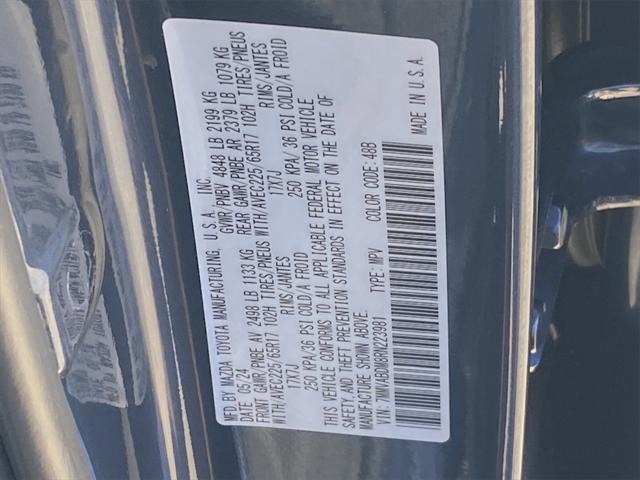 MFD. BY MAZDA TOYOTA MANUFACTURING, U.S.A., INC.
DATE 05/24 GVWR/PNBV 4848 LB 2199 KG
FRONT GAWR/PNBE AV 2498 LB 1133 KG REAR GAWR/PNBE AR 2379 LB 1079 KG
WITH/AVEC225/65R17 102H TIRES/PNEUS WITH/AVEC225/65R17 102H TIRES/PNEUS
17X7J RIMS/JANTES 17X7J RIMS/JANTES
250 KPA/36 PSI COLD/A FROID 250 KPA/36 PSI COLD/A FROID
THIS VEHICLE CONFORMS TO ALL APPLICABLE FEDERAL MOTOR VEHICLE
SAFETY, AND THEFT PREVENTION STANDARDS IN EFFECT ON THE DATE OF
MANUFACTURE SHOWN ABOVE.
VIN: 7MMVABDM8RN223981 TYPE: MPV COLOR CODE: 48B
MADE IN U.S.A.